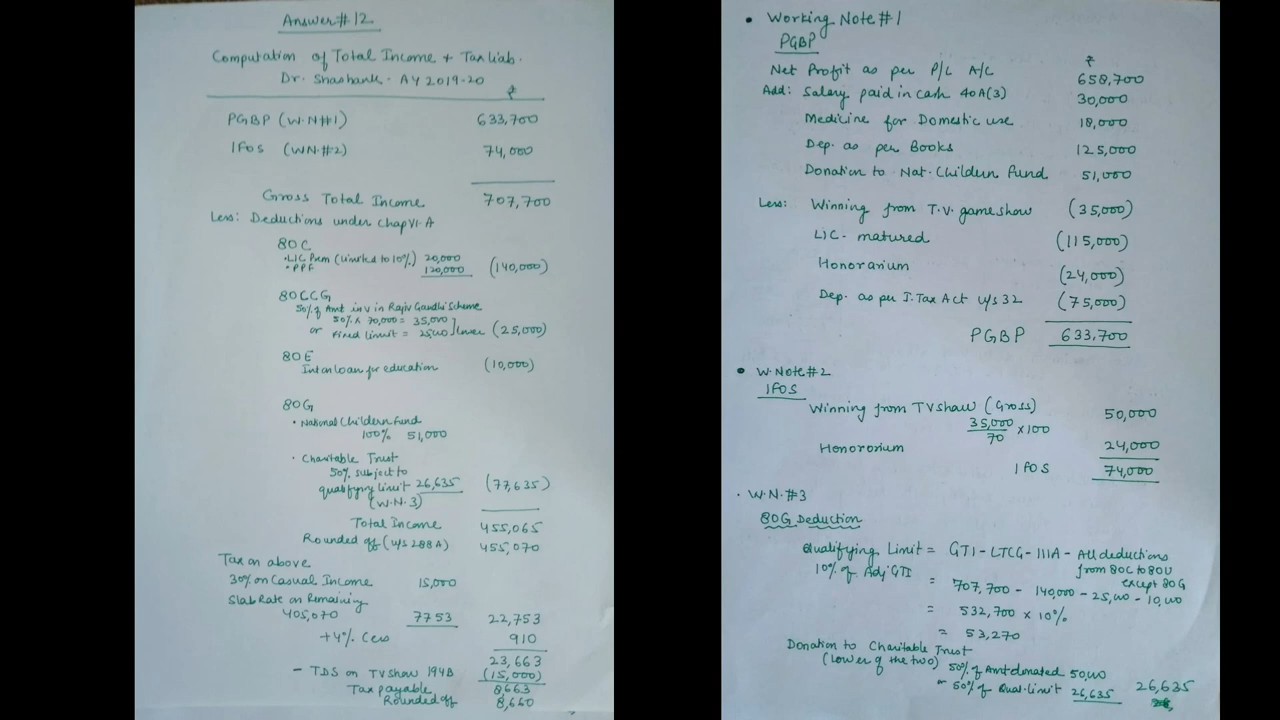 Answer# 12
Computation of Total Income + Tax Liab.
Dr. Shashank - AY 2019-20
₹
PGBP (W.N#1) 633,700
IFOS (WN.#2) 74,000
Gross Total Income 707,700
Less: Deductions under Chap VI-A
80C
• LIC Prem (limited to 10%) 20,000
• PPF 120,000 (140,000)
80CCG
50% of Amt inv in Rajiv Gandhi Scheme
50% x 70,000 = 35,000
or Fixed limit = 25,000 ] lower (25,000)
80E
Int on loan for education (10,000)
80G
• National Childern Fund
100% 51,000
• Charitable Trust
50% subject to
qualifying limit 26,635 (77,635)
(W.N.3)
Total Income 455,065
Rounded off (u/s 288A) 455,070
Tax on above
30% on Casual Income 15,000
Slab Rate on Remaining
405,070 7753 22,753
+4% Cess 910
23,663
- TDS on TV Show 194B (15,000)
Tax payable 8663
Rounded off 8,660
• Working Note #1
PGBP
₹
Net Profit as per P/L A/C 658,700
Add: Salary paid in cash 40A(3) 30,000
Medicine for Domestic use 18,000
Dep. as per Books 125,000
Donation to Nat. Childern Fund 51,000
Less: Winning from T.V. game show (35,000)
LIC - matured (115,000)
Honorarium (24,000)
Dep. as per I. Tax Act u/s 32 (75,000)
PGBP 633,700
• W. Note #2
IFOS
Winning from TV show (Gross) 50,000
35,000/70 x 100
Honororium 24,000
IFOS 74,000
• W.N. #3
80G Deduction
Qualifying Limit = GTI - LTCG - 111A - All deductions
10% of Adj GTI from 80C to 80U
except 80G
= 707,700 - 140,000 - 25,000 - 10,000
= 532,700 x 10%
= 53,270
Donation to Charitable Trust
(lower of the two) 50% of Amt donated 50,000
or 50% of Qual. limit 26,635 26,635